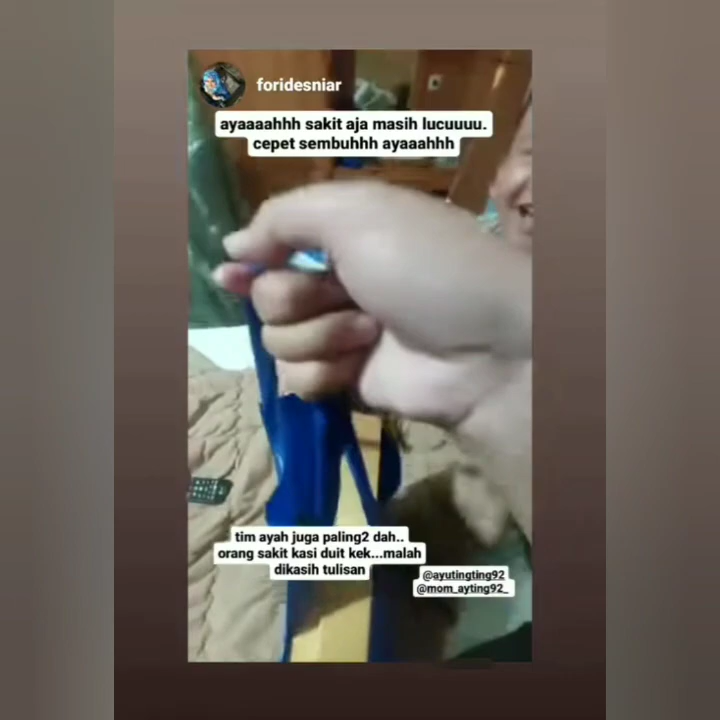 foridesniar
ayaaaahhh sakit aja masih lucuuuu.
cepet sembuhhh ayaaahhh
tim ayah juga paling2 dah..
orang sakit kasi duit kek...malah
dikasih tulisan
@ayutingting92
@mom_ayting92_